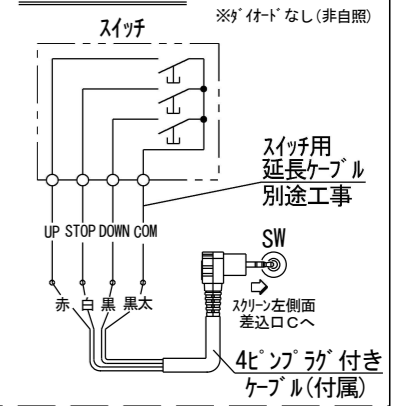 ※ダイオードなし(非自照)
スイッチ
スイッチ用
延長ケーブル
別途工事
UP STOP DOWN COM
SW
赤 白 黒 黒太
スクリーン左側面
差込口Cへ
4ピンプラグ付き
ケーブル(付属)